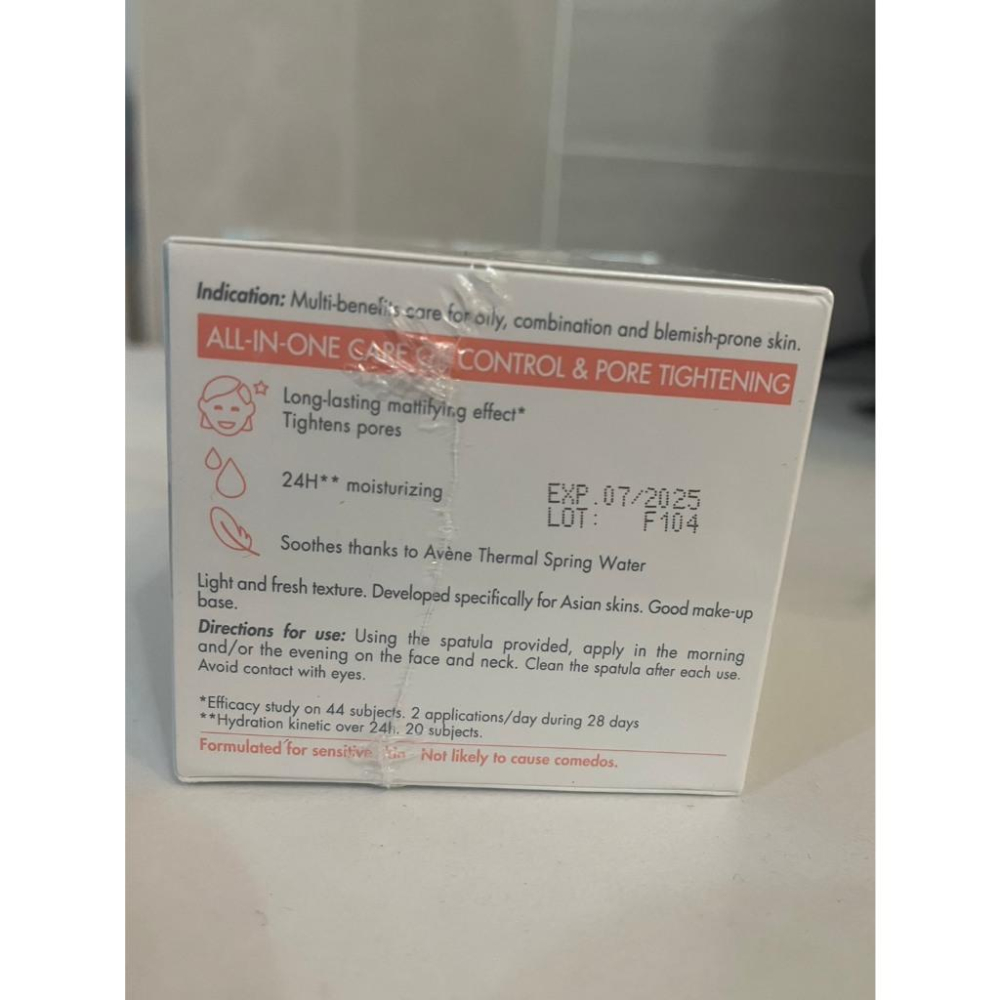 Indication: Multi-benefits care for oily, combination and blemish-prone skin.
ALL-IN-ONE CARE CONTROL & PORE TIGHTENING
Long-lasting mattifying effect*
Tightens pores
24H** moisturizing
EXP.07/2025
LOT: F104
Soothes thanks to Avène Thermal Spring Water
Light and fresh texture. Developed specifically for Asian skins. Good make-up
base.
Directions for use: Using the spatula provided, apply in the morning
and/or the evening on the face and neck. Clean the spatula after each use.
Avoid contact with eyes.
*Efficacy study on 44 subjects. 2 applications/day during 28 days
**Hydration kinetic over 24h. 20 subjects.
Formulated for sensitive Not likely to cause comedos.